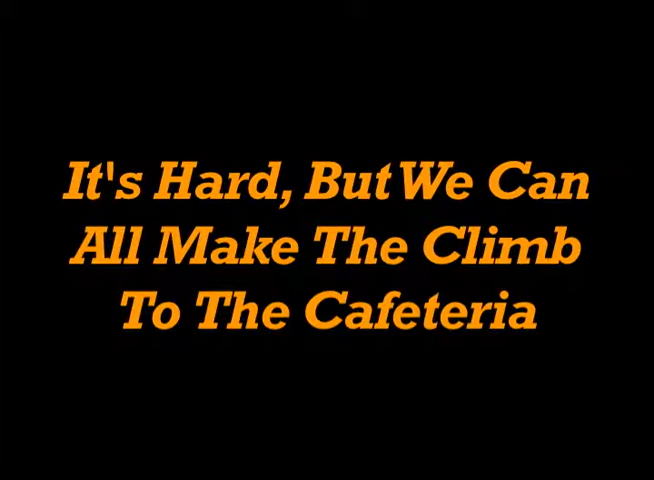 It's Hard, But We Can
All Make The Climb
To The Cafeteria